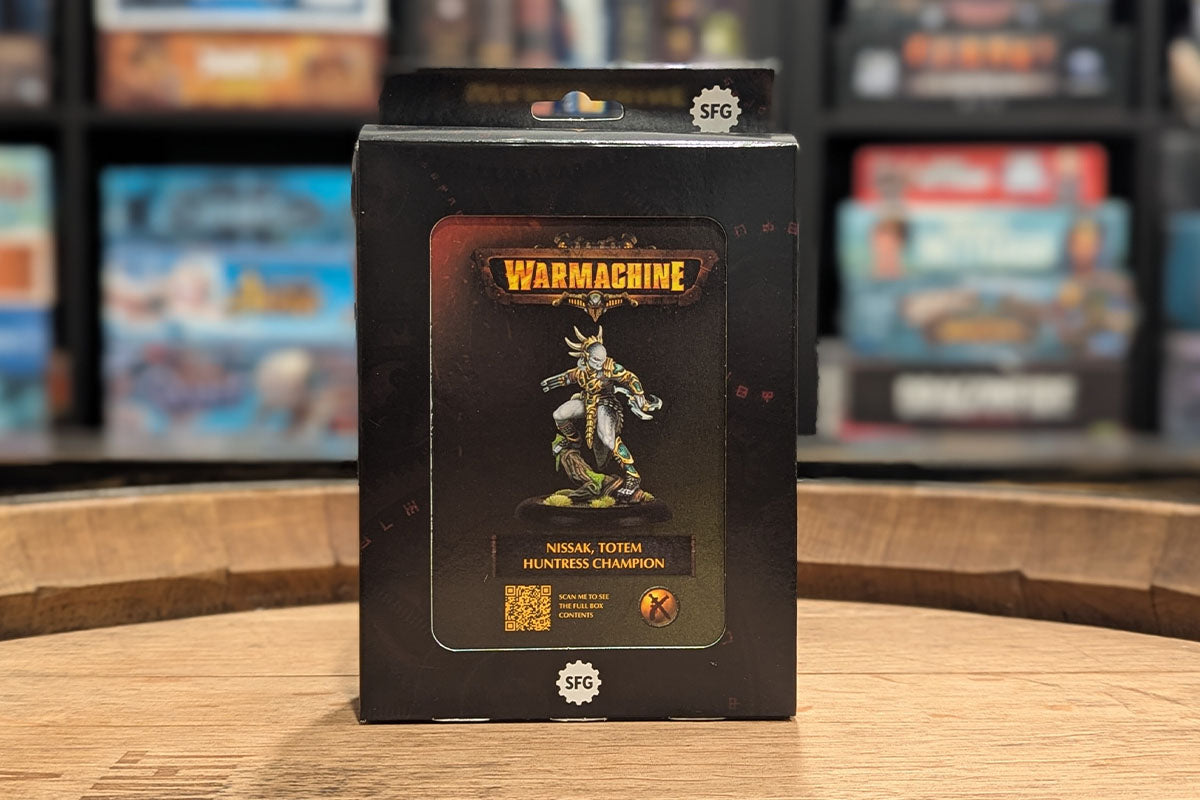 SFG
WARMACHINE
NISSAK, TOTEM
HUNTRESS CHAMPION
SCAN ME TO SEE
THE FULL BOX
CONTENTS
SFG